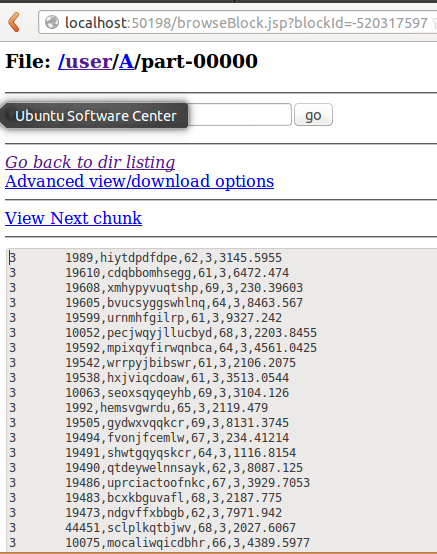 localhost:50198/browseBlock.jsp?blockId=-520317597
File: /user/A/part-00000
Ubuntu Software Center
go
Go back to dir listing
Advanced view/download options
View Next chunk
3 1989,hiytdpdfdpe,62,3,3145.5955
3 19610,cdqbbomhsegg,61,3,6472.474
3 19608,xmhypyvuqtshp,69,3,230.39603
3 19605,bvucsyggswhlnq,64,3,8463.567
3 19599,urnmhfgilrp,61,3,9327.242
3 10052,pecjwqyjllucbyd,68,3,2203.8455
3 19592,mpixqyfirwqnbca,64,3,4561.0425
3 19542,wrrpyjbibswr,61,3,2106.2075
3 19538,hxjviqcdoaw,61,3,3513.0544
3 10063,seoxsqyqeyhb,69,3,3104.126
3 1992,hemsvgwrdu,65,3,2119.479
3 19505,gydwxvqqkcr,69,3,8131.3745
3 19494,fvonjfcemlw,67,3,234.41214
3 19491,shwtgqyqskcr,64,3,1116.8154
3 19490,qtdeywelnnsayk,62,3,8087.125
3 19486,uprciactoofnkc,67,3,3929.7053
3 19483,bcxkbguvafl,68,3,2187.775
3 19473,ndgvffxbbgb,62,3,7971.942
3 44451,sclplkqtbjwv,68,3,2027.6067
3 10075,mocaliwqicdbhr,66,3,4389.5977